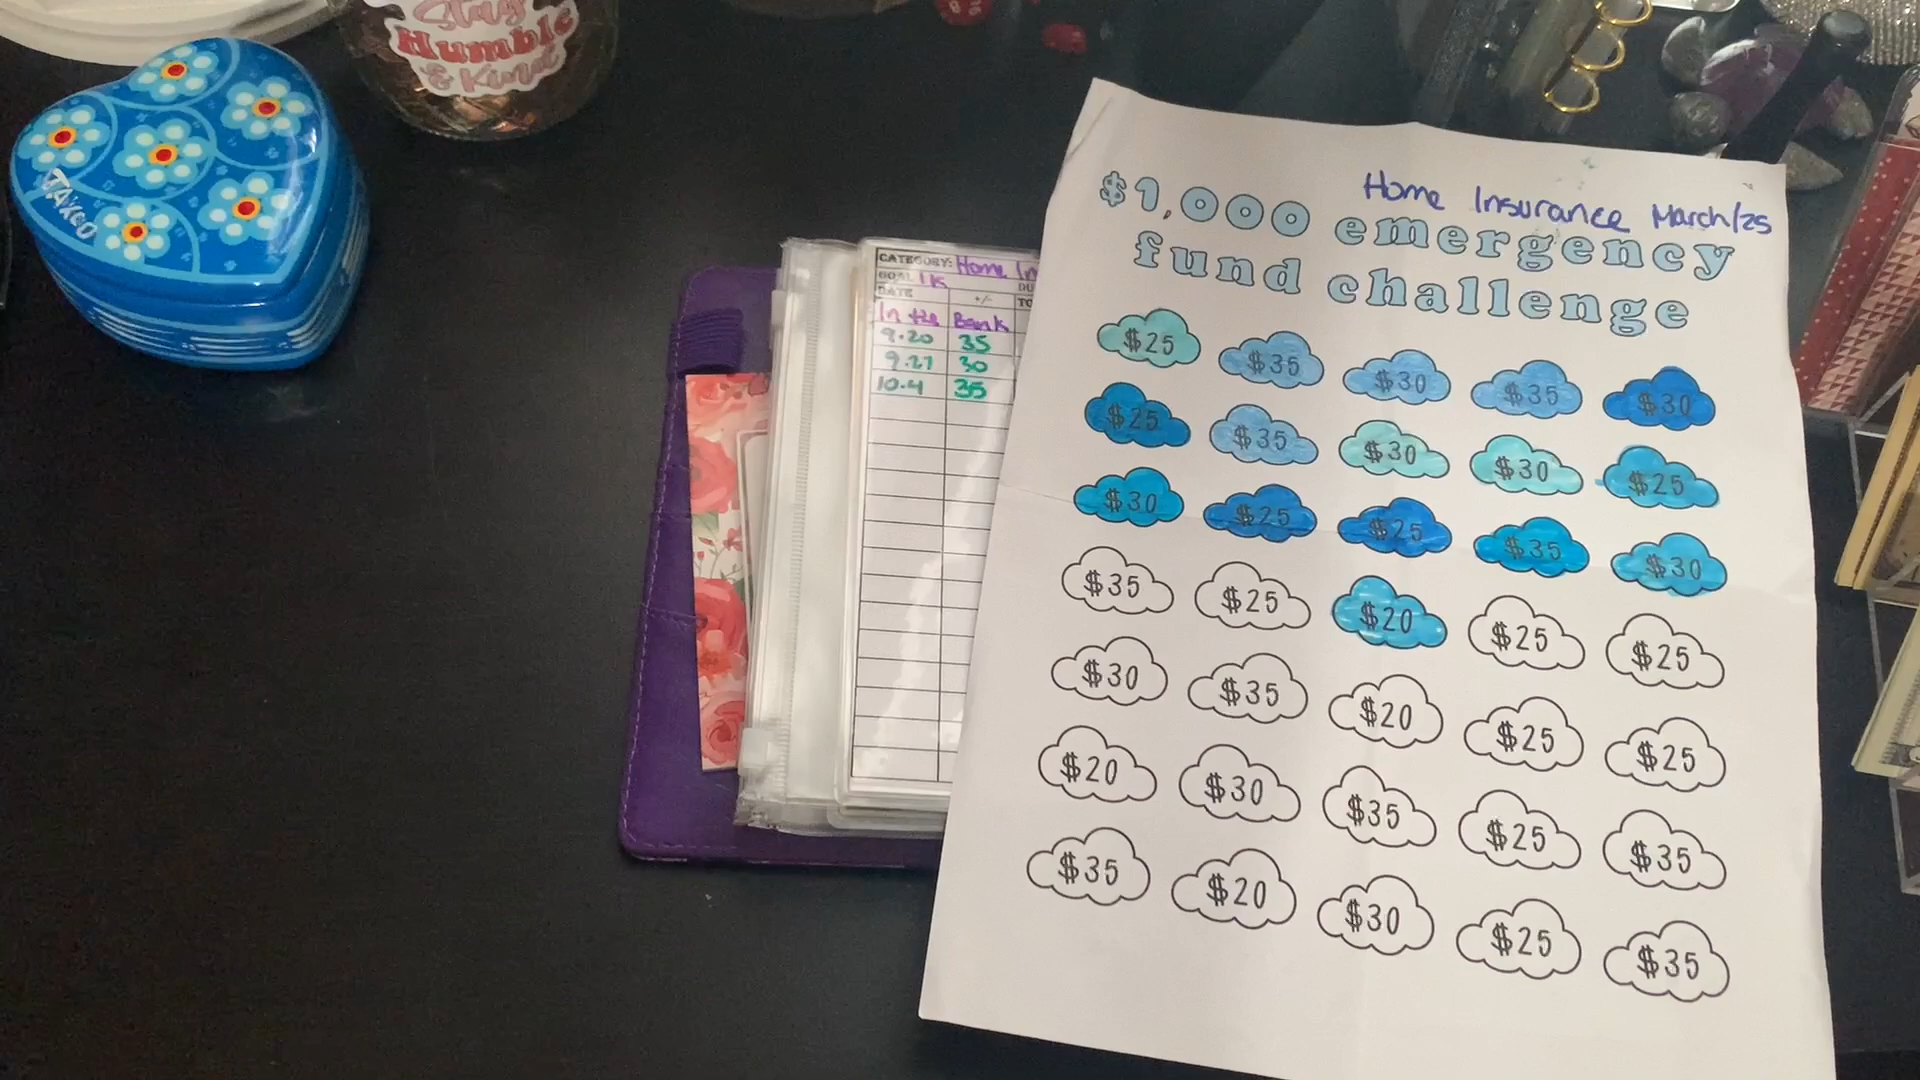 Stay
Humble
& Kind
TAXCO
CATEGORY: Home In
GOAL: 1k
DATE +/-
In the Bank
9.20 35
9.27 30
10.4 35
Home Insurance March/25
$1,000 emergency
fund challenge
$25 $35 $30 $35 $30
$25 $35 $30 $30 $25
$30 $25 $25 $35 $30
$35 $25 $20 $25 $25
$30 $35 $20 $25 $25
$20 $30 $35 $25 $35
$35 $20 $30 $25 $35